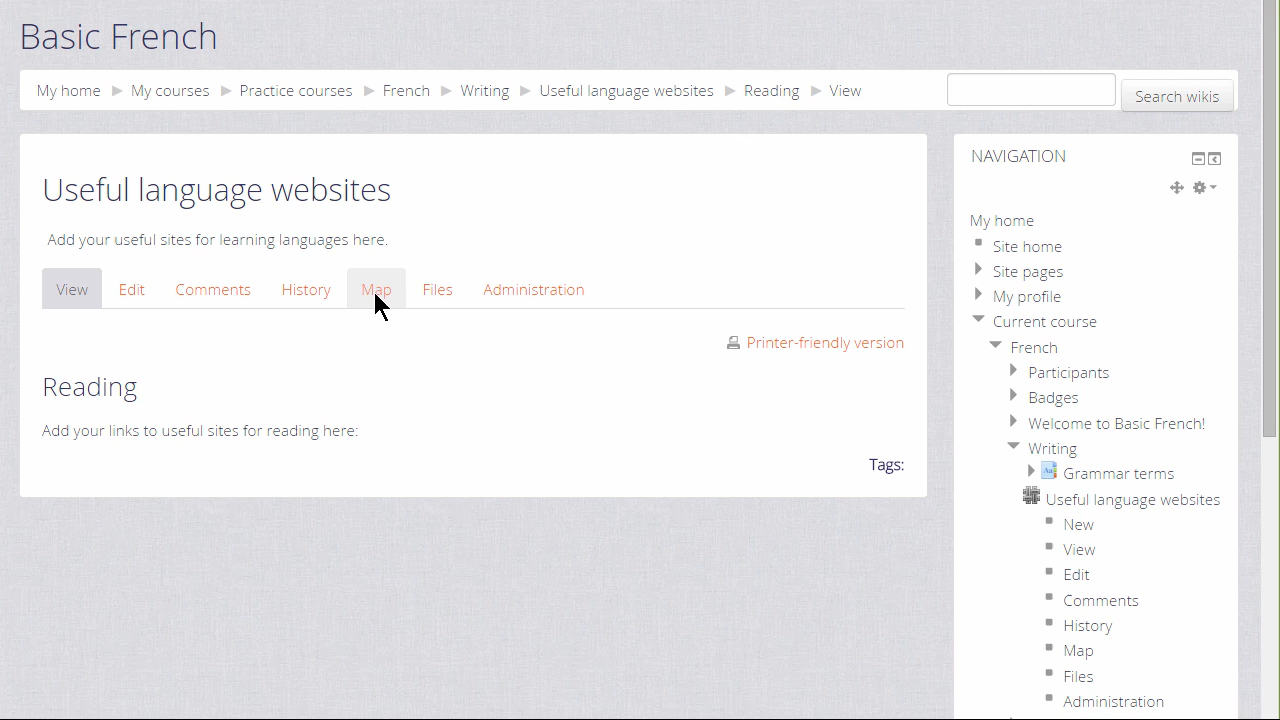 Basic French
My home ▶ My courses ▶ Practice courses ▶ French ▶ Writing ▶ Useful language websites ▶ Reading ▶ View
Search wikis
Useful language websites
Add your useful sites for learning languages here.
View Edit Comments History Map Files Administration
Printer-friendly version
Reading
Add your links to useful sites for reading here:
Tags:
NAVIGATION
My home
Site home
Site pages
My profile
Current course
French
Participants
Badges
Welcome to Basic French!
Writing
Grammar terms
Useful language websites
New
View
Edit
Comments
History
Map
Files
Administration